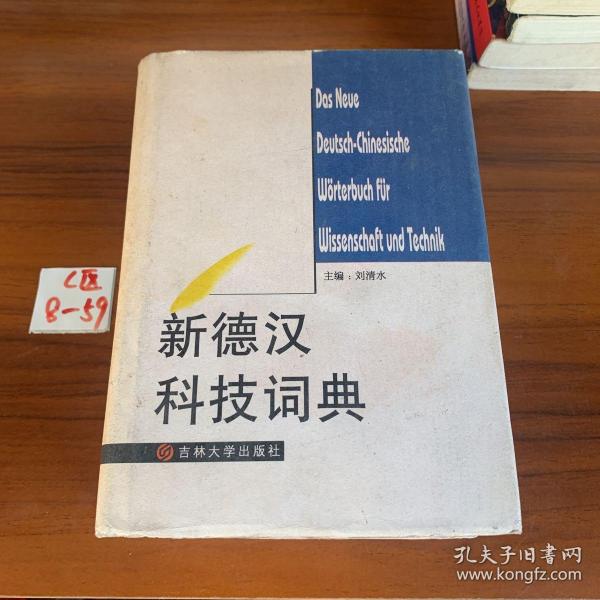 Das Neue
Deutsch-Chinesische
Wörterbuch für
Wissenschaft und Technik
主编：刘清水
新德汉
科技词典
吉林大学出版社
C区
8-59
孔夫子旧书网
www.kongfz.com